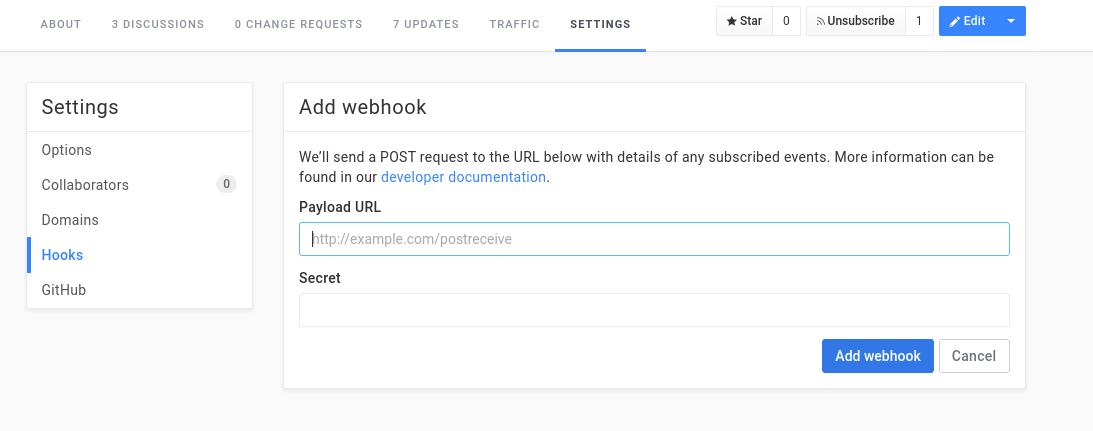 ABOUT 3 DISCUSSIONS 0 CHANGE REQUESTS 7 UPDATES TRAFFIC SETTINGS Star 0 Unsubscribe 1 Edit
Settings
Options
Collaborators 0
Domains
Hooks
GitHub
Add webhook
We’ll send a POST request to the URL below with details of any subscribed events. More information can be
found in our developer documentation.
Payload URL
http://example.com/postreceive
Secret
Add webhook Cancel